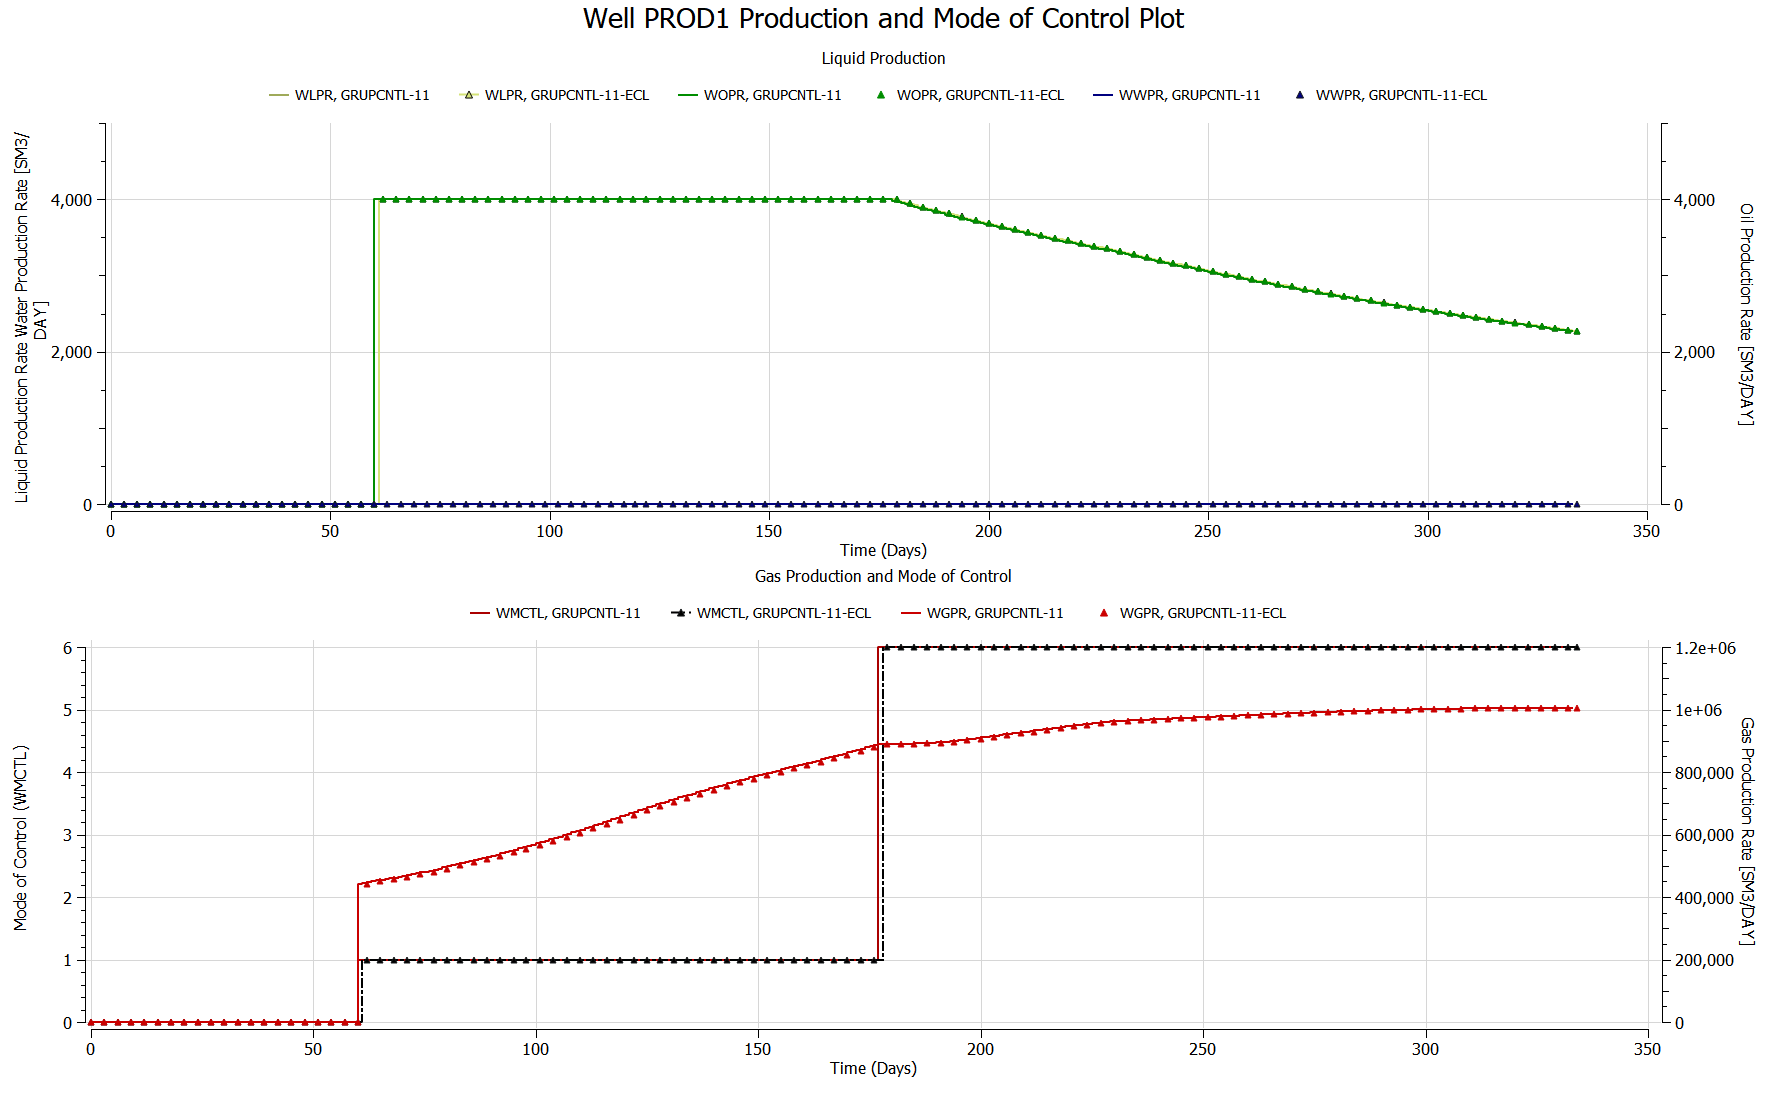 Well PROD1 Production and Mode of Control Plot
Liquid Production
WLPR, GRUPCNTL-11 WLPR, GRUPCNTL-11-ECL WOPR, GRUPCNTL-11 WOPR, GRUPCNTL-11-ECL WWPR, GRUPCNTL-11 WWPR, GRUPCNTL-11-ECL
Liquid Production Rate Water Production Rate [SM3/
DAY]
4,000
2,000
0
4,000
2,000
0
Oil Production Rate [SM3/DAY]
0 50 100 150 200 250 300 350
Time (Days)
Gas Production and Mode of Control
WMCTL, GRUPCNTL-11 WMCTL, GRUPCNTL-11-ECL WGPR, GRUPCNTL-11 WGPR, GRUPCNTL-11-ECL
Mode of Control (WMCTL)
6
5
4
3
2
1
0
1.2e+06
1e+06
800,000
600,000
400,000
200,000
0
Gas Production Rate [SM3/DAY]
0 50 100 150 200 250 300 350
Time (Days)